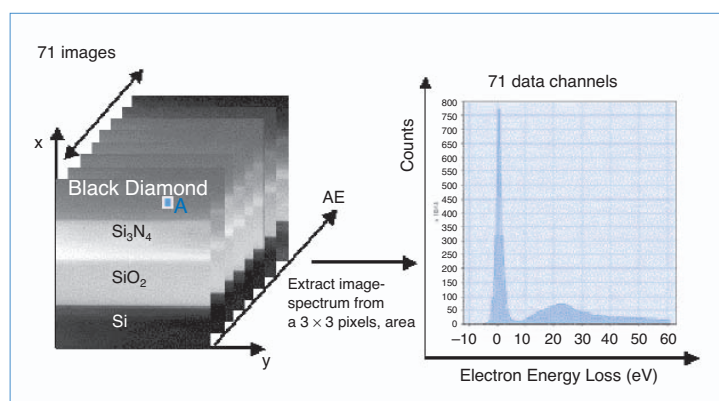 71 images
x
Black Diamond
A
Si₃N₄
SiO₂
Si
y
AE
Extract image-
spectrum from
a 3 × 3 pixels, area
71 data channels
Counts
800
750
700
650
600
550
500
450
400
350
300
250
200
150
100
50
0
−10 0 10 20 30 40 50 60
Electron Energy Loss (eV)